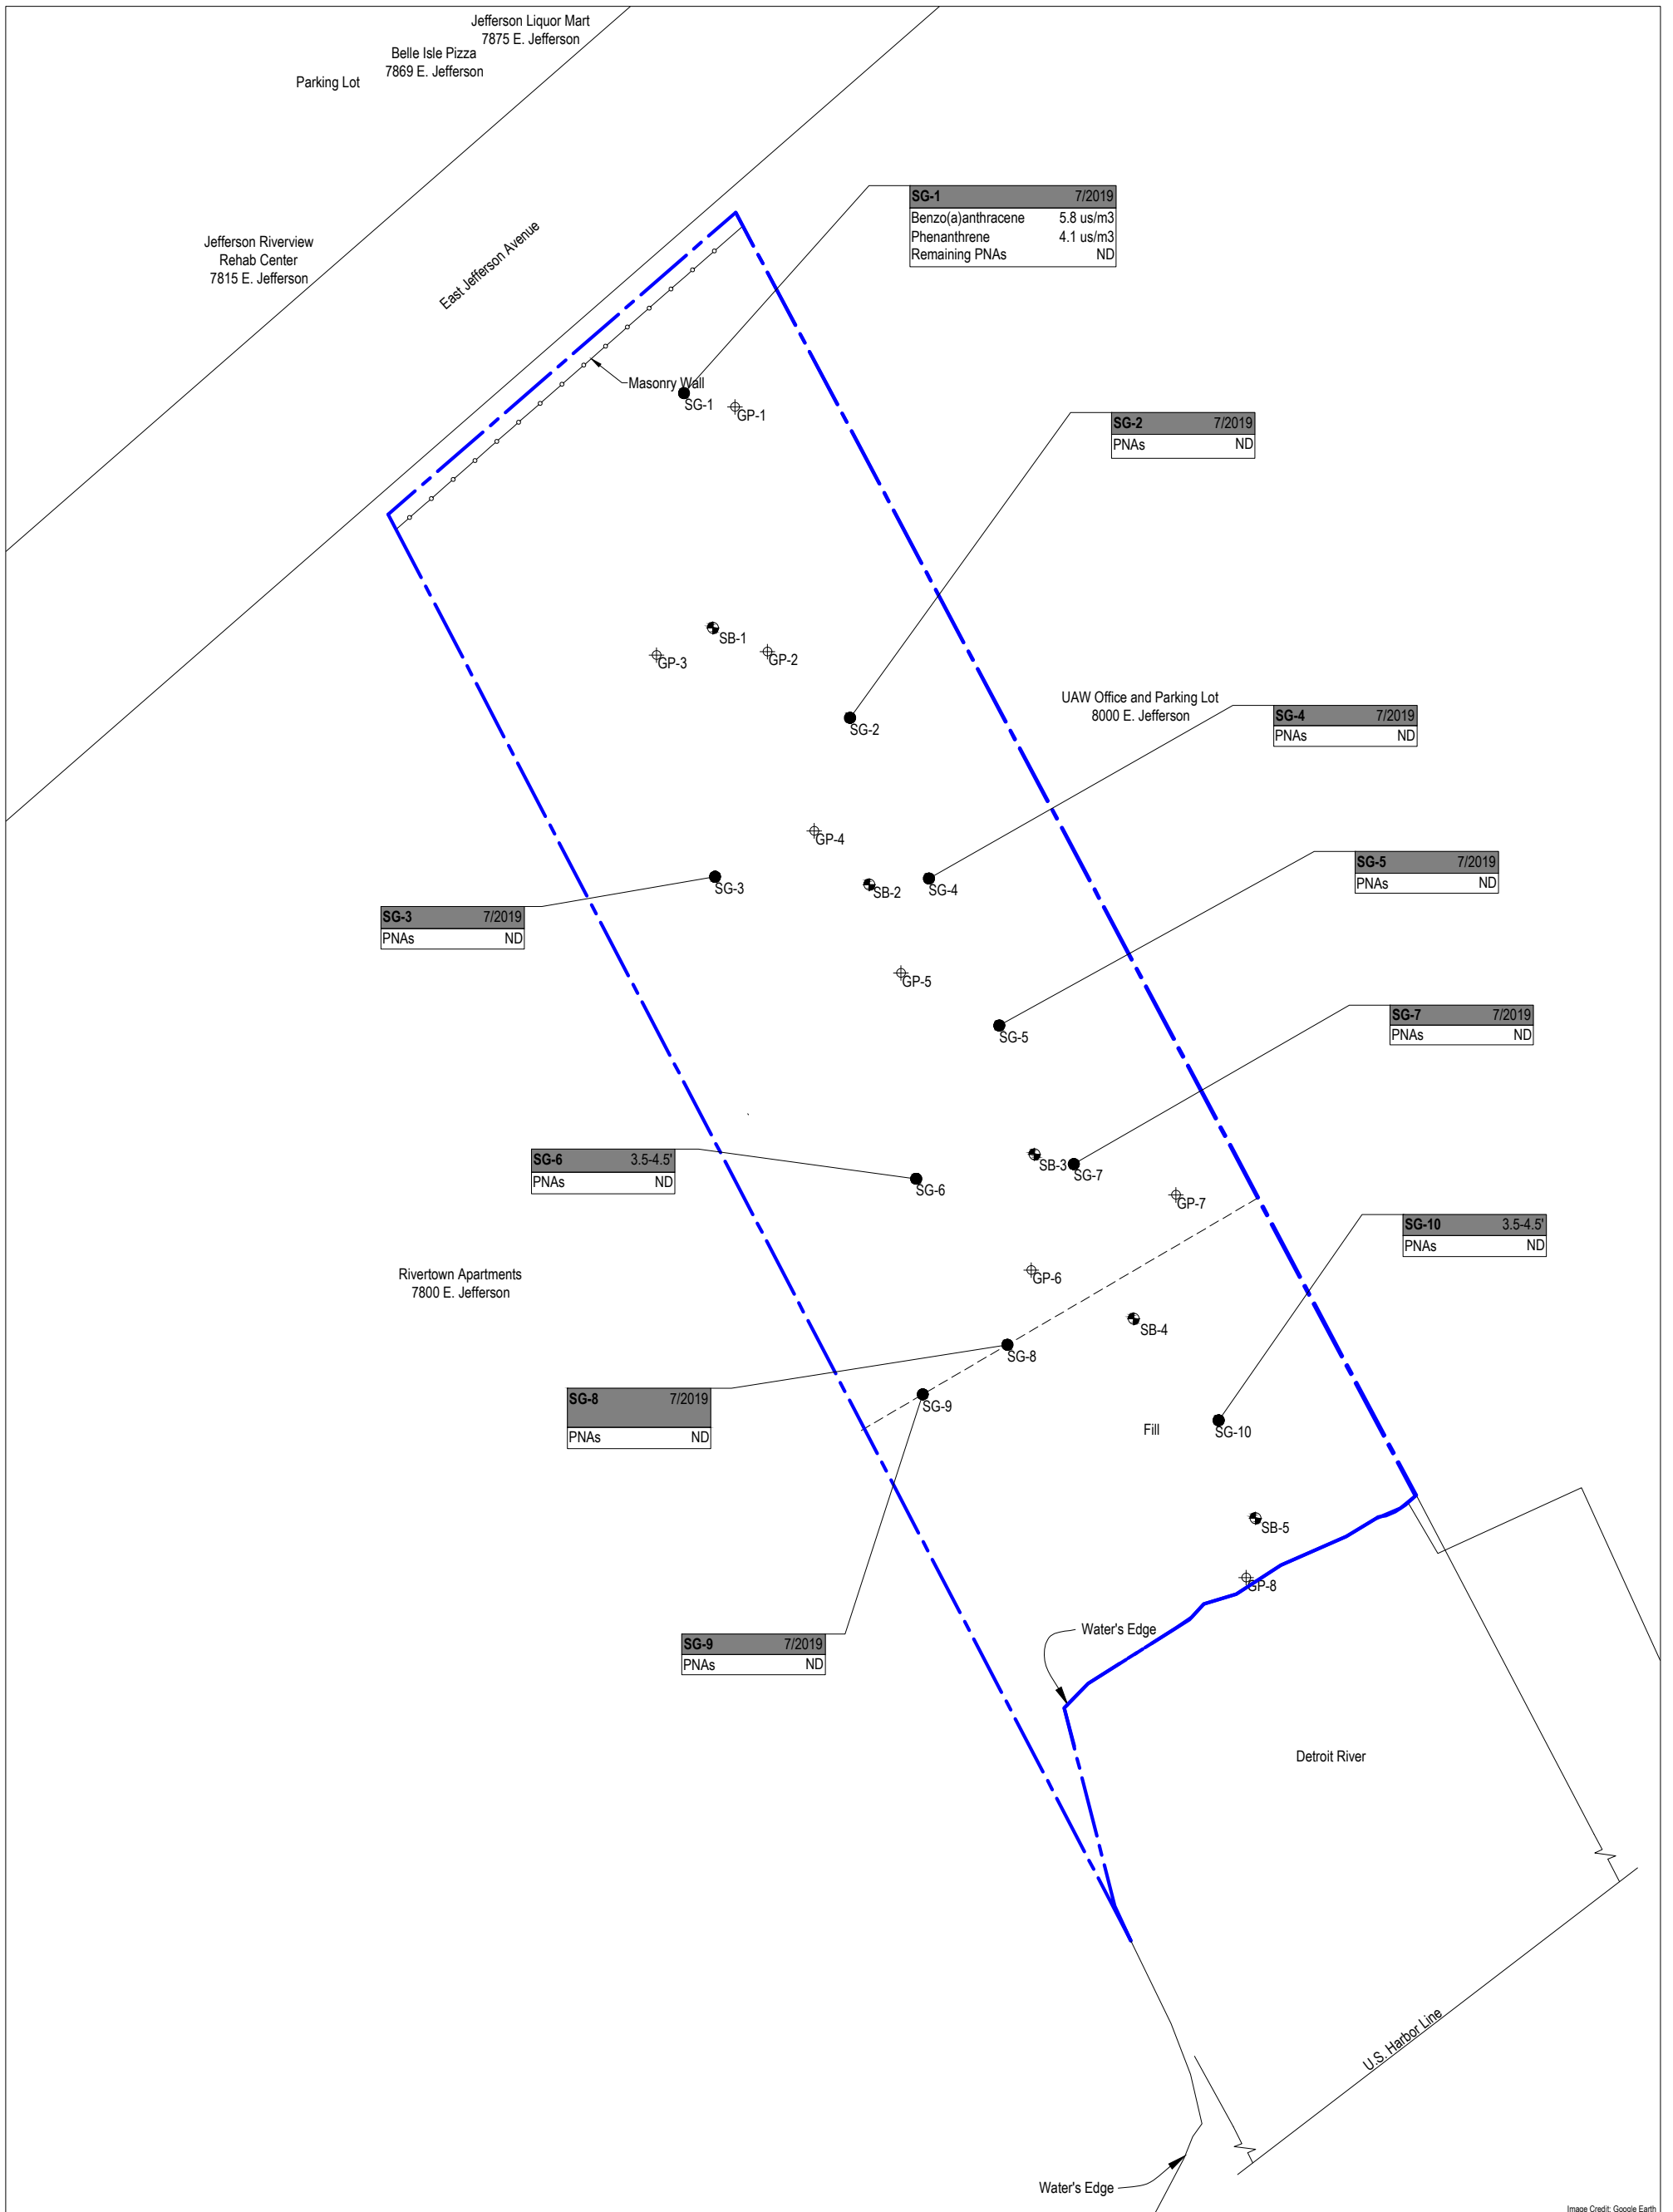 Jefferson Liquor Mart
7875 E. Jefferson
Belle Isle Pizza
7869 E. Jefferson
Parking Lot
SG-1 7/2019
Benzo(a)anthracene 5.8 us/m3
Phenanthrene 4.1 us/m3
Remaining PNAs ND
Jefferson Riverview
Rehab Center
7815 E. Jefferson
East Jefferson Avenue
Masonry Wall
SG-1
GP-1
SG-2 7/2019
PNAs ND
SB-1
GP-3
GP-2
SG-2
UAW Office and Parking Lot
8000 E. Jefferson
SG-4 7/2019
PNAs ND
GP-4
SG-3
SB-2
SG-4
SG-5 7/2019
PNAs ND
SG-3 7/2019
PNAs ND
GP-5
SG-5
SG-7 7/2019
PNAs ND
SG-6 3.5-4.5'
PNAs ND
SB-3
SG-7
SG-6
GP-7
SG-10 3.5-4.5'
PNAs ND
Rivertown Apartments
7800 E. Jefferson
GP-6
SB-4
SG-8
SG-8 7/2019
PNAs ND
SG-9
Fill
SG-10
SB-5
GP-8
SG-9 7/2019
PNAs ND
Water's Edge
Detroit River
U.S. Harbor Line
Water's Edge
Image Credit: Google Earth